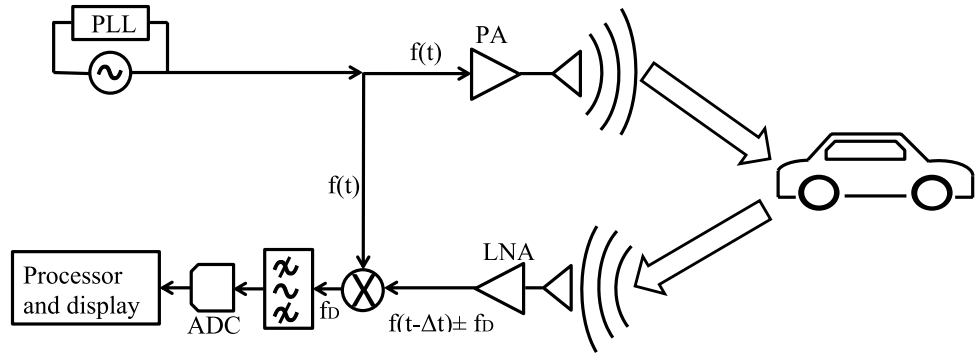 PLL
PA
f(t)
f(t)
LNA
Processor
and display
ADC
fD
f(t-Δt)± fD